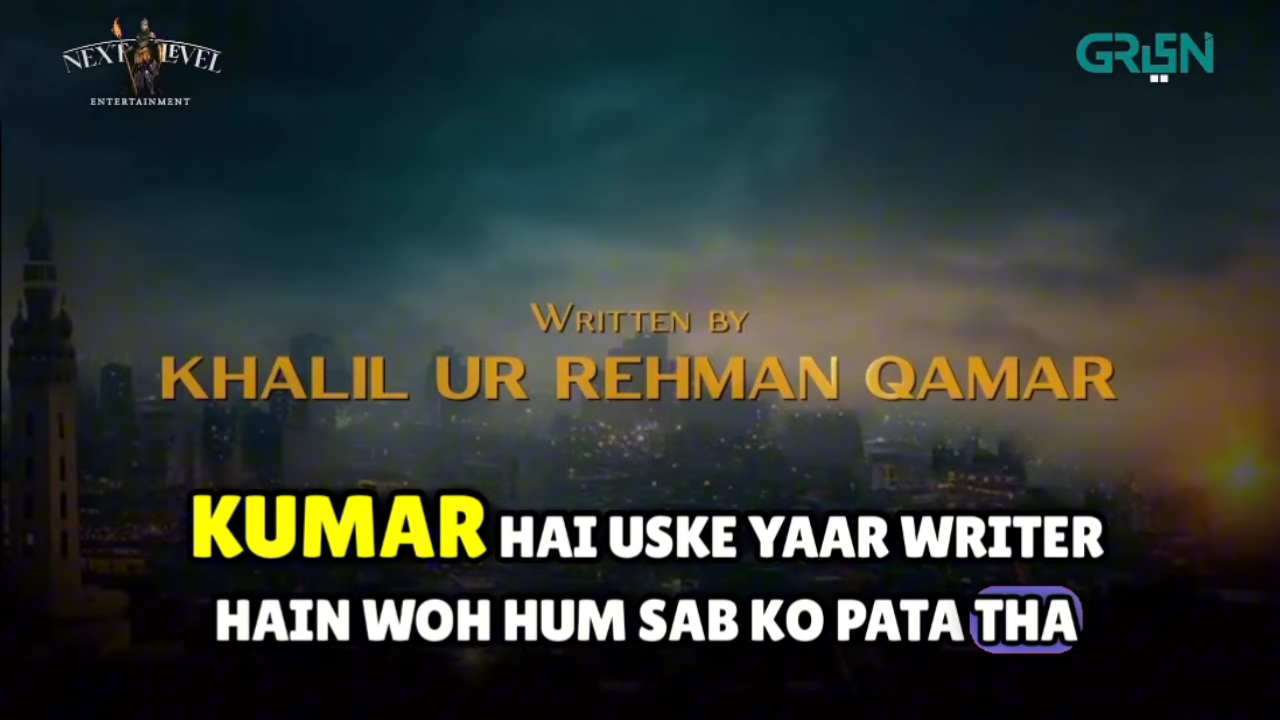 NEXT LEVEL
ENTERTAINMENT
GREEN
WRITTEN BY
KHALIL UR REHMAN QAMAR
KUMAR HAI USKE YAAR WRITER
HAIN WOH HUM SAB KO PATA THA